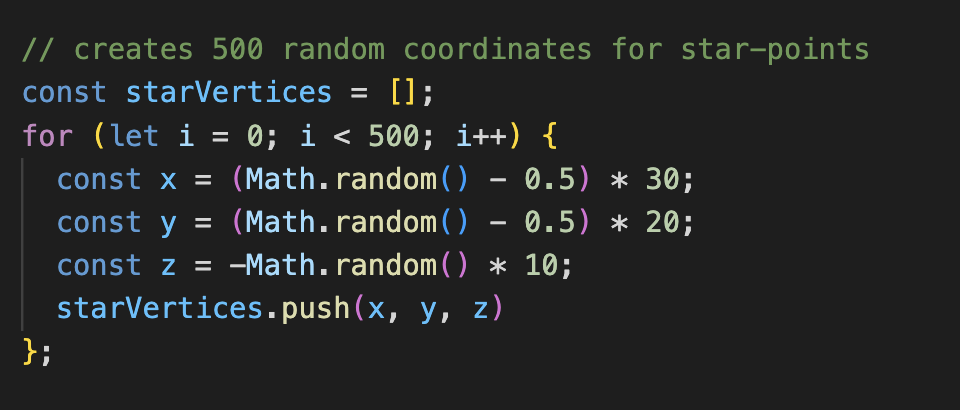 // creates 500 random coordinates for star-points
const starVertices = [];
for (let i = 0; i < 500; i++) {
  const x = (Math.random() - 0.5) * 30;
  const y = (Math.random() - 0.5) * 20;
  const z = -Math.random() * 10;
  starVertices.push(x, y, z)
};